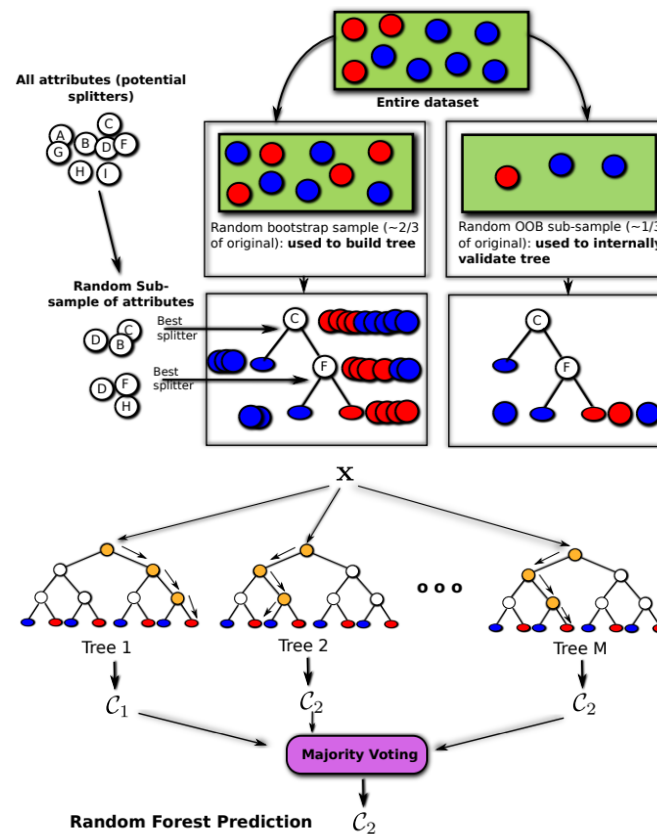 Entire dataset
All attributes (potential
splitters)
C
A
B
D
F
G
H
I
Random bootstrap sample (~2/3
of original): used to build tree
Random OOB sub-sample (~1/3
of original): used to internally
validate tree
Random Sub-
sample of attributes
C
D
B
Best
splitter
C
F
D
F
H
Best
splitter
C
F
x
o o o
Tree 1
Tree 2
Tree M
C1
C2
C2
Majority Voting
Random Forest Prediction
C2